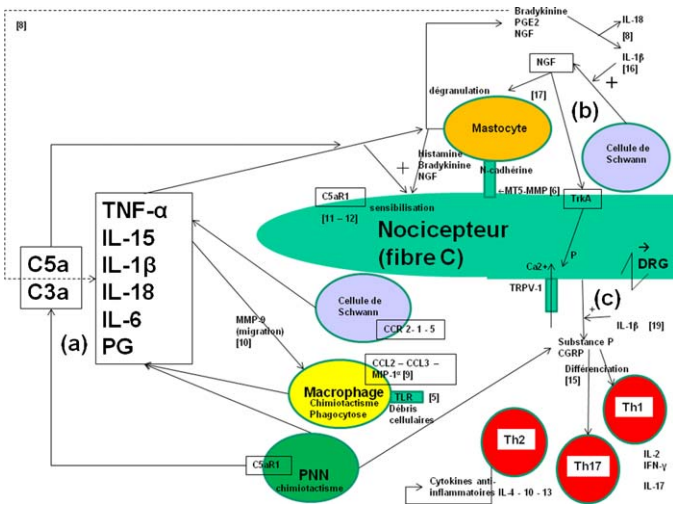 [8]
Bradykinine
PGE2
NGF
IL-18
[8]
IL-1β
[16]
NGF
dégranulation
[17]
(b)
+
Mastocyte
Cellule de
Schwann
+
Histamine
Bradykinine
NGF
N-cadhérine
MT5-MMP [6]
TrkA
C5aR1
sensibilisation
[11 – 12]
Nocicepteur
(fibre C)
P
Ca2+
TRPV-1
DRG
TNF-α
IL-15
IL-1β
IL-18
IL-6
PG
C5a
C3a
(a)
Cellule de
Schwann
CCR 2- 1 - 5
MMP-9
(migration)
[10]
CCL2 – CCL3 –
MIP-1α [9]
Macrophage
Chimiotactisme
Phagocytose
TLR
[5]
Débris
cellulaires
C5aR1
PNN
chimiotactisme
(c)
+
IL-1β [19]
Substance P
CGRP
Différenciation
[15]
Th1
Th2
Th17
IL-2
IFN-γ
IL-17
Cytokines anti-
inflammatoires IL-4 - 10 - 13